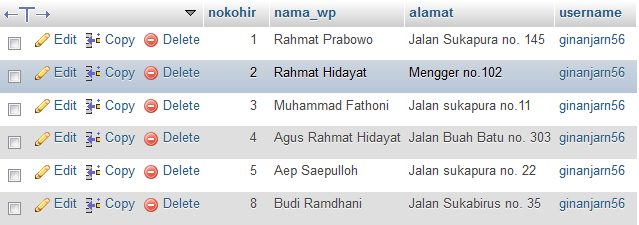 nokohir nama_wp alamat username
Edit Copy Delete 1 Rahmat Prabowo Jalan Sukapura no. 145 ginanjarn56
Edit Copy Delete 2 Rahmat Hidayat Mengger no.102 ginanjarn56
Edit Copy Delete 3 Muhammad Fathoni Jalan sukapura no.11 ginanjarn56
Edit Copy Delete 4 Agus Rahmat Hidayat Jalan Buah Batu no. 303 ginanjarn56
Edit Copy Delete 5 Aep Saepulloh Jalan sukapura no. 22 ginanjarn56
Edit Copy Delete 8 Budi Ramdhani Jalan Sukabirus no. 35 ginanjarn56